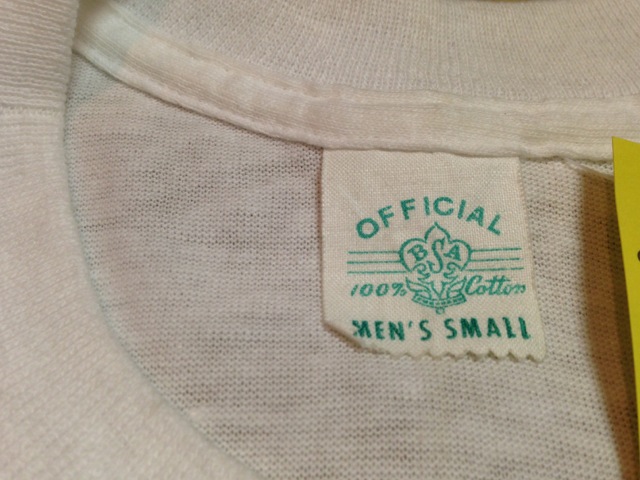 OFFICIAL
BSA
100% Cotton
MEN'S SMALL